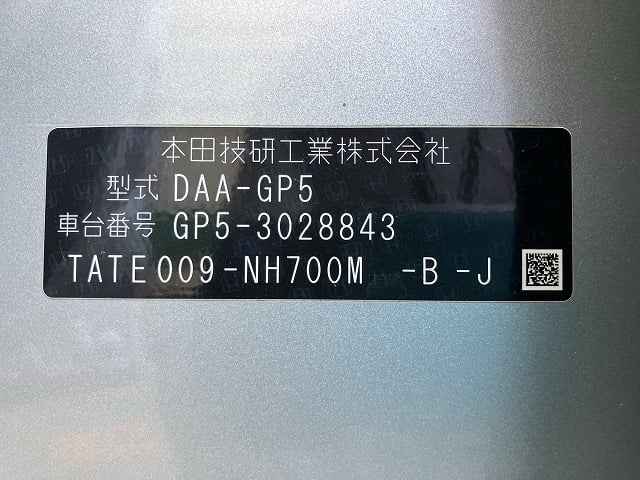 本田技研工業株式会社
型式 DAA-GP5
車台番号 GP5-3028843
TATE009-NH700M -B -J